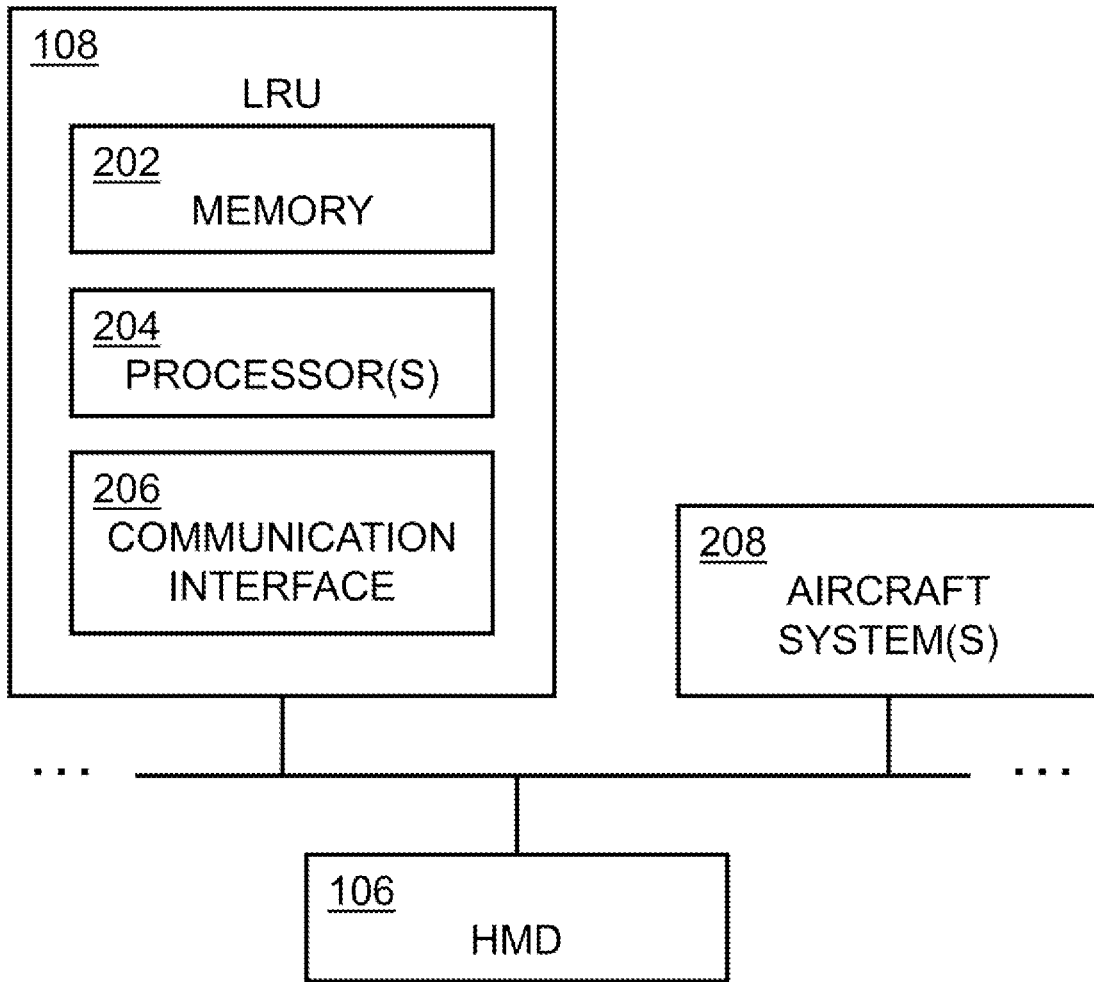 108
LRU
202
MEMORY
204
PROCESSOR(S)
206
COMMUNICATION
INTERFACE
208
AIRCRAFT
SYSTEM(S)
... ...
106
HMD